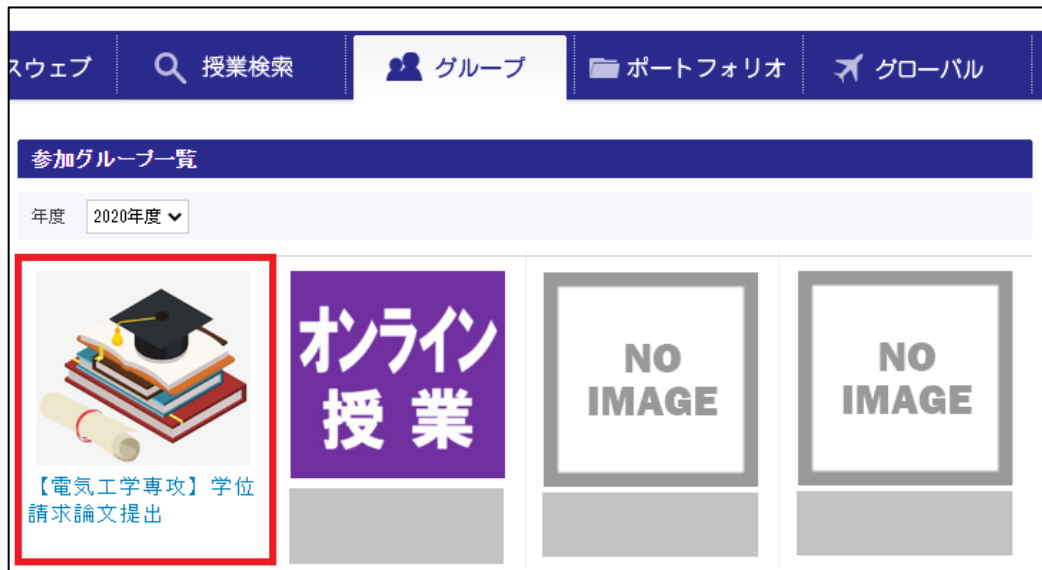 スウェブ 授業検索 グループ ポートフォリオ グローバル
参加グループ一覧
年度 2020年度
オンライン
授業
NO
IMAGE
NO
IMAGE
【電気工学専攻】学位
請求論文提出